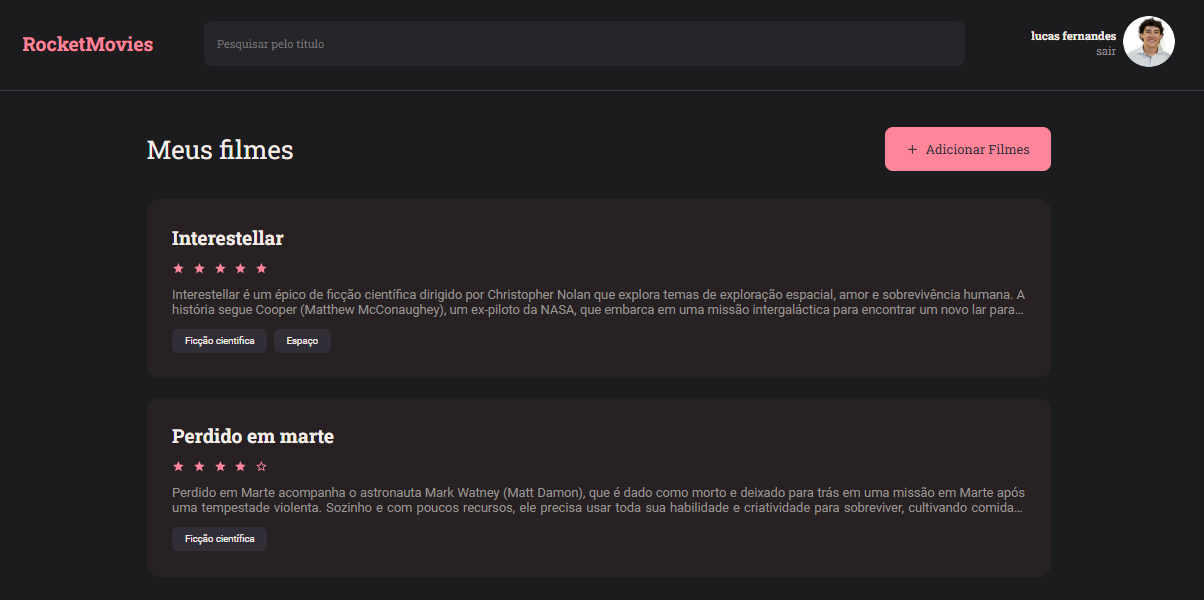 RocketMovies
Pesquisar pelo título
lucas fernandes
sair
Meus filmes
+ Adicionar Filmes
Interestellar
Interestellar é um épico de ficção científica dirigido por Christopher Nolan que explora temas de exploração espacial, amor e sobrevivência humana. A
história segue Cooper (Matthew McConaughey), um ex-piloto da NASA, que embarca em uma missão intergaláctica para encontrar um novo lar para...
Ficção cientifica
Espaço
Perdido em marte
Perdido em Marte acompanha o astronauta Mark Watney (Matt Damon), que é dado como morto e deixado para trás em uma missão em Marte após
uma tempestade violenta. Sozinho e com poucos recursos, ele precisa usar toda sua habilidade e criatividade para sobreviver, cultivando comida...
Ficção científica